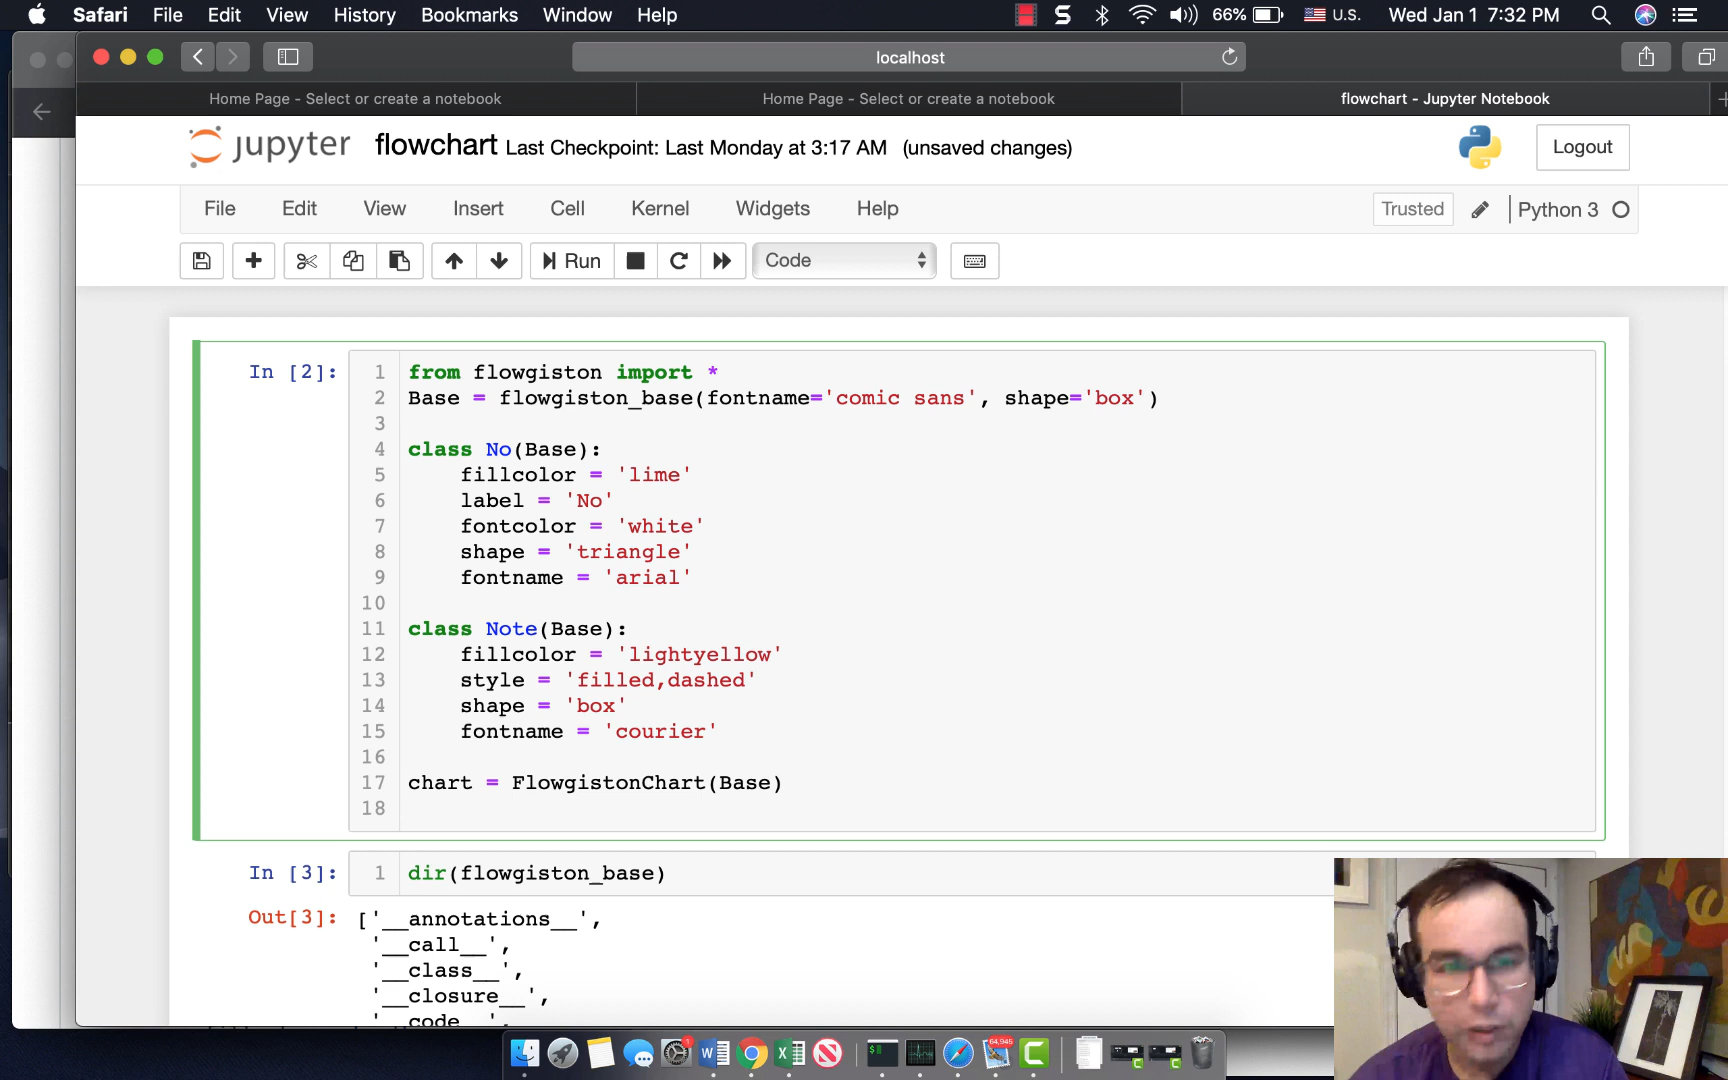 Safari File Edit View History Bookmarks Window Help 66% U.S. Wed Jan 1 7:32 PM
localhost
Home Page - Select or create a notebook Home Page - Select or create a notebook flowchart - Jupyter Notebook
jupyter flowchart Last Checkpoint: Last Monday at 3:17 AM (unsaved changes) Logout
File Edit View Insert Cell Kernel Widgets Help Trusted Python 3
Run Code
In [2]: 1 from flowgiston import *
2 Base = flowgiston_base(fontname='comic sans', shape='box')
3
4 class No(Base):
5 fillcolor = 'lime'
6 label = 'No'
7 fontcolor = 'white'
8 shape = 'triangle'
9 fontname = 'arial'
10
11 class Note(Base):
12 fillcolor = 'lightyellow'
13 style = 'filled,dashed'
14 shape = 'box'
15 fontname = 'courier'
16
17 chart = FlowgistonChart(Base)
18
In [3]: 1 dir(flowgiston_base)
Out[3]: ['__annotations__',
'__call__',
'__class__',
'__closure__',
'__code__',
1 64,945